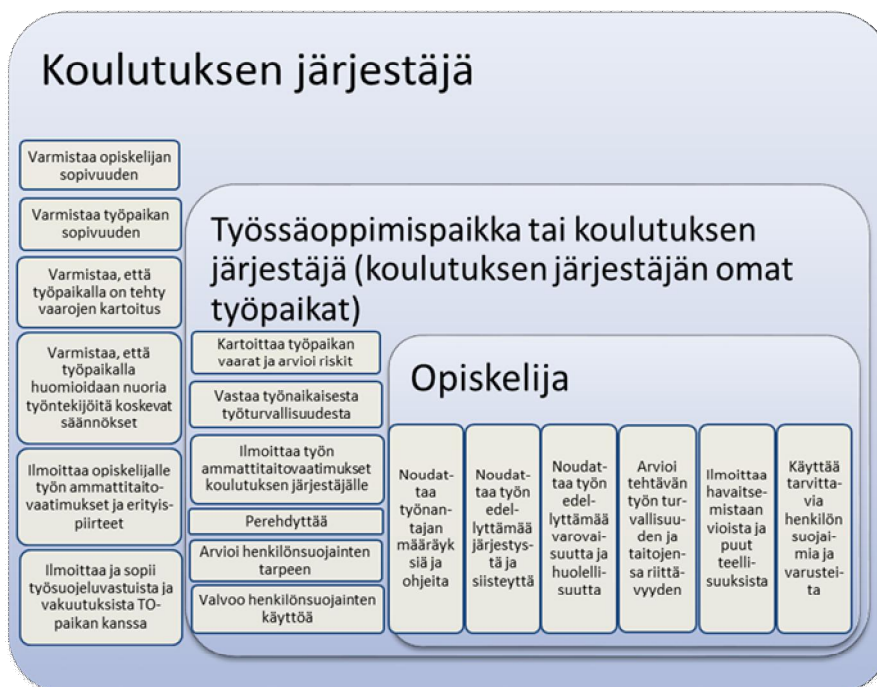 Koulutuksen järjestäjä
Varmistaa opiskelijan
sopivuuden
Varmistaa työpaikan
sopivuuden
Varmistaa, että
työpaikalla on tehty
vaarojen kartoitus
Varmistaa, että
työpaikalla
huomioidaan nuoria
työntekijöitä koskevat
säännökset
Ilmoittaa opiskelijalle
työn ammattitaito-
vaatimukset ja erityis-
piirteet
Ilmoittaa ja sopii
työsuojeluvastuista ja
vakuutuksista TO-
paikan kanssa
Työssäoppimispaikka tai koulutuksen
järjestäjä (koulutuksen järjestäjän omat
työpaikat)
Kartoittaa työpaikan
vaarat ja arvioi riskit
Vastaa työnaikaisesta
työturvallisuudesta
Ilmoittaa työn
ammattitaitovaatimukset
koulutuksen järjestäjälle
Perehdyttää
Arvioi henkilönsuojainten
tarpeen
Valvoo henkilönsuojainten
käyttöä
Opiskelija
Noudat-
taa
työnan-
tajan
määräyk
siä ja
ohjeita
Noudat-
taa työn
edel-
lyttämää
järjestys-
tä ja
siisteyttä
Noudat-
taa työn
edel-
lyttämää
varovai-
suutta ja
huolelli-
suutta
Arvioi
tehtävän
työn tur-
vallisuu-
den ja
taitojen-
sa riittä-
vyyden
Ilmoittaa
havaitse-
mistaan
vioista ja
puut
teelli-
suuksista
Käyttää
tarvitta-
via
henkilön
suojai-
mia ja
varustei-
ta